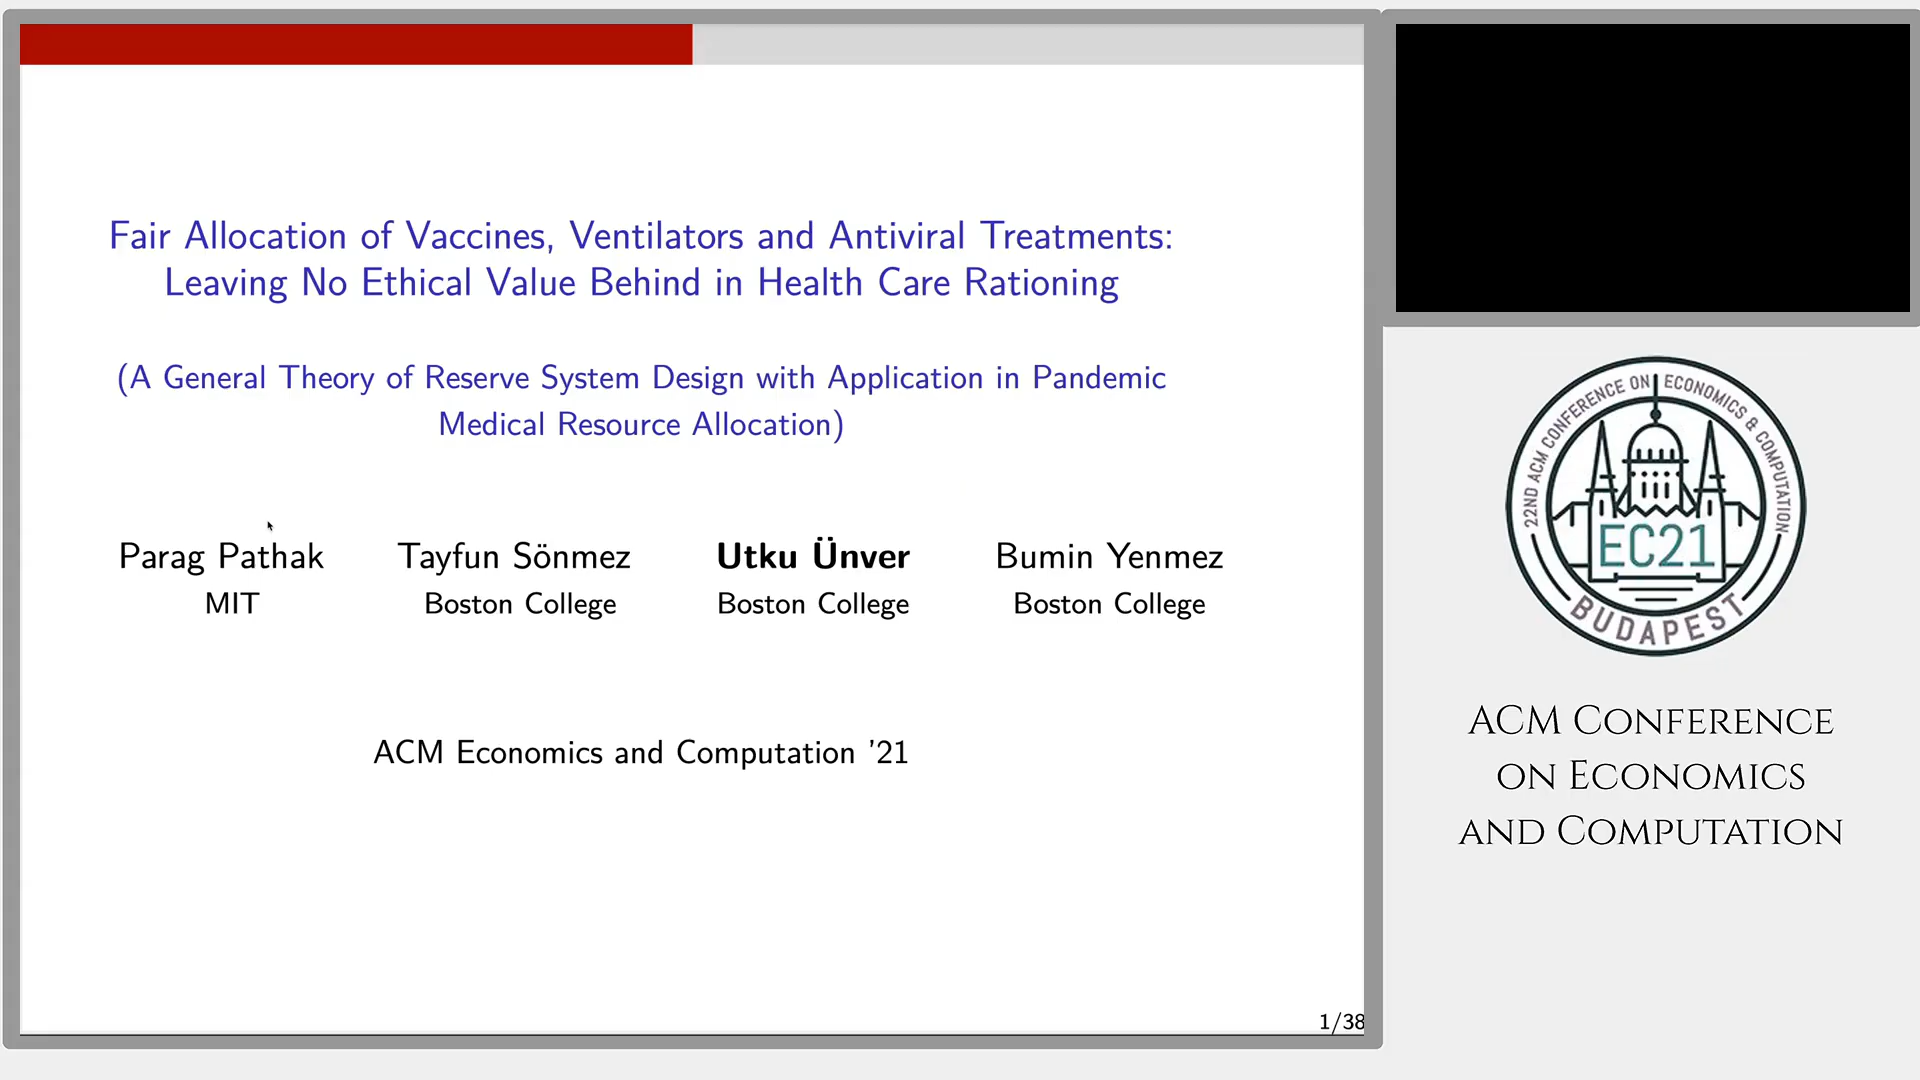 Fair Allocation of Vaccines, Ventilators and Antiviral Treatments:
Leaving No Ethical Value Behind in Health Care Rationing
(A General Theory of Reserve System Design with Application in Pandemic
Medical Resource Allocation)
Parag Pathak Tayfun Sönmez Utku Ünver Bumin Yenmez
MIT Boston College Boston College Boston College
ACM Economics and Computation '21
1/38
22ND ACM CONFERENCE ON ECONOMICS & COMPUTATION
EC21
BUDAPEST
ACM Conference
on Economics
and Computation